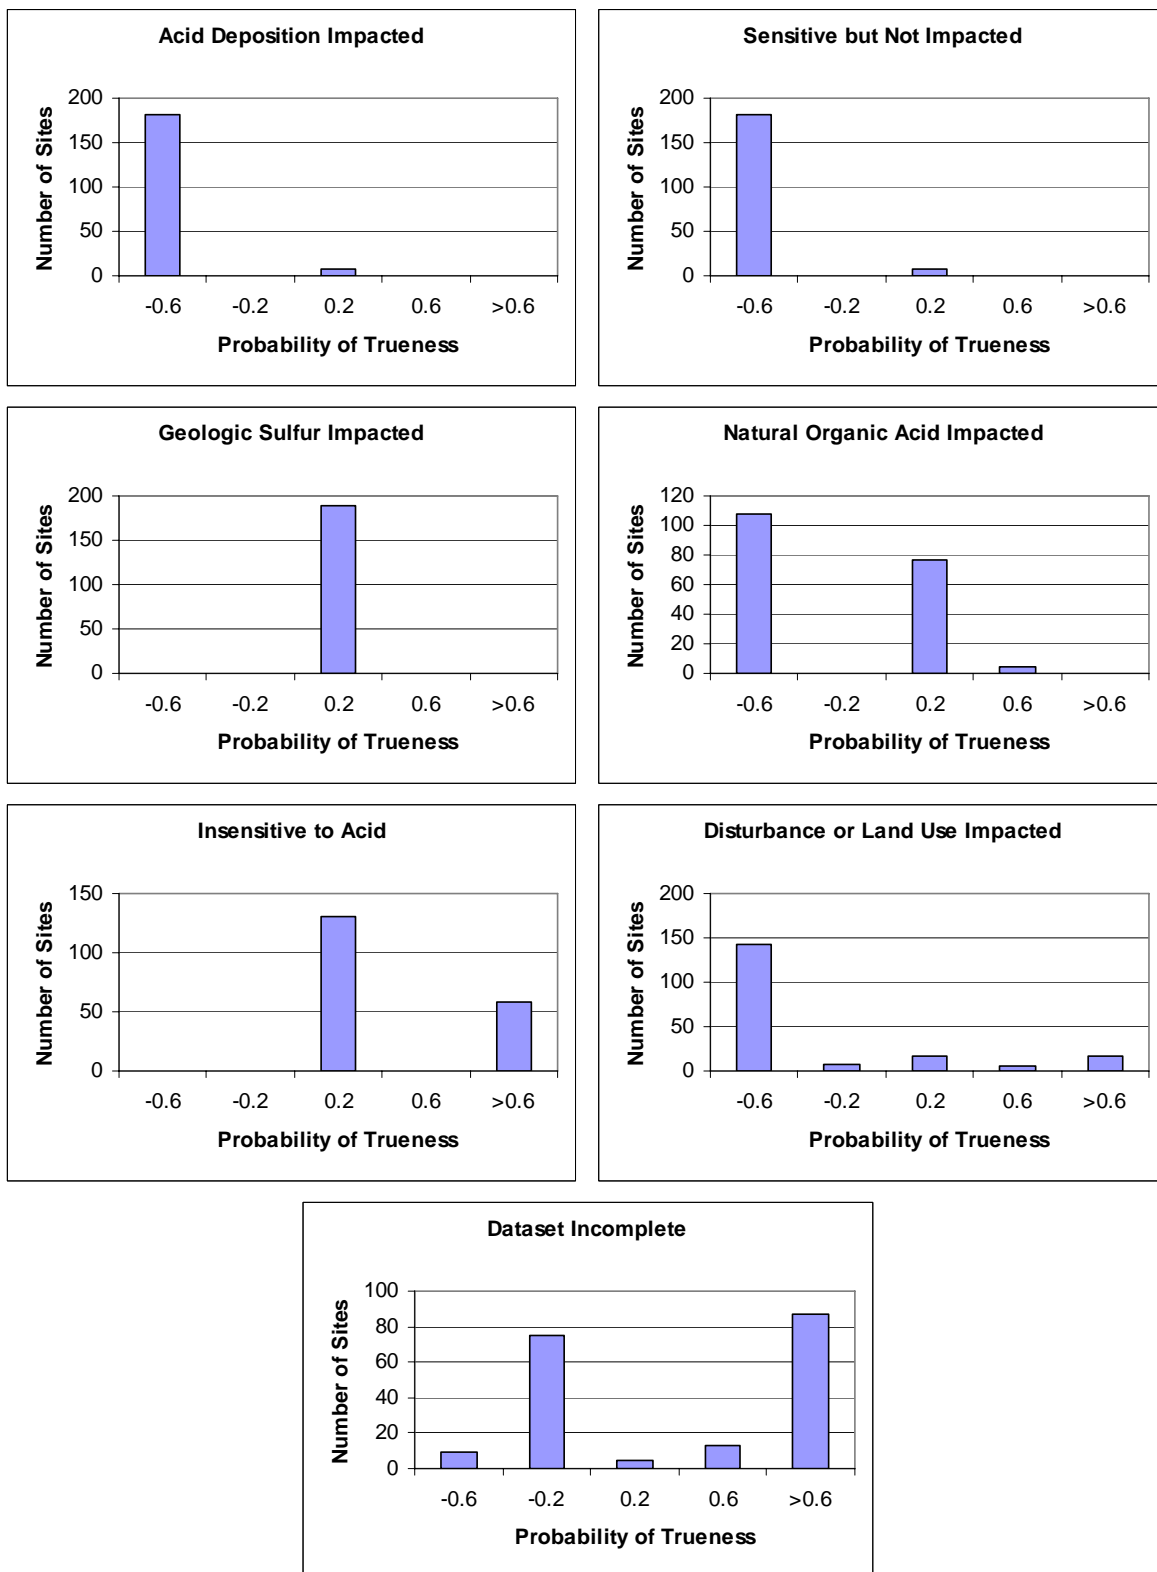 Acid Deposition Impacted
Number of Sites
200
150
100
50
0
-0.6 -0.2 0.2 0.6 >0.6
Probability of Trueness
Sensitive but Not Impacted
Number of Sites
200
150
100
50
0
-0.6 -0.2 0.2 0.6 >0.6
Probability of Trueness
Geologic Sulfur Impacted
Number of Sites
200
150
100
50
0
-0.6 -0.2 0.2 0.6 >0.6
Probability of Trueness
Natural Organic Acid Impacted
Number of Sites
120
100
80
60
40
20
0
-0.6 -0.2 0.2 0.6 >0.6
Probability of Trueness
Insensitive to Acid
Number of Sites
150
100
50
0
-0.6 -0.2 0.2 0.6 >0.6
Probability of Trueness
Disturbance or Land Use Impacted
Number of Sites
200
150
100
50
0
-0.6 -0.2 0.2 0.6 >0.6
Probability of Trueness
Dataset Incomplete
Number of Sites
100
80
60
40
20
0
-0.6 -0.2 0.2 0.6 >0.6
Probability of Trueness